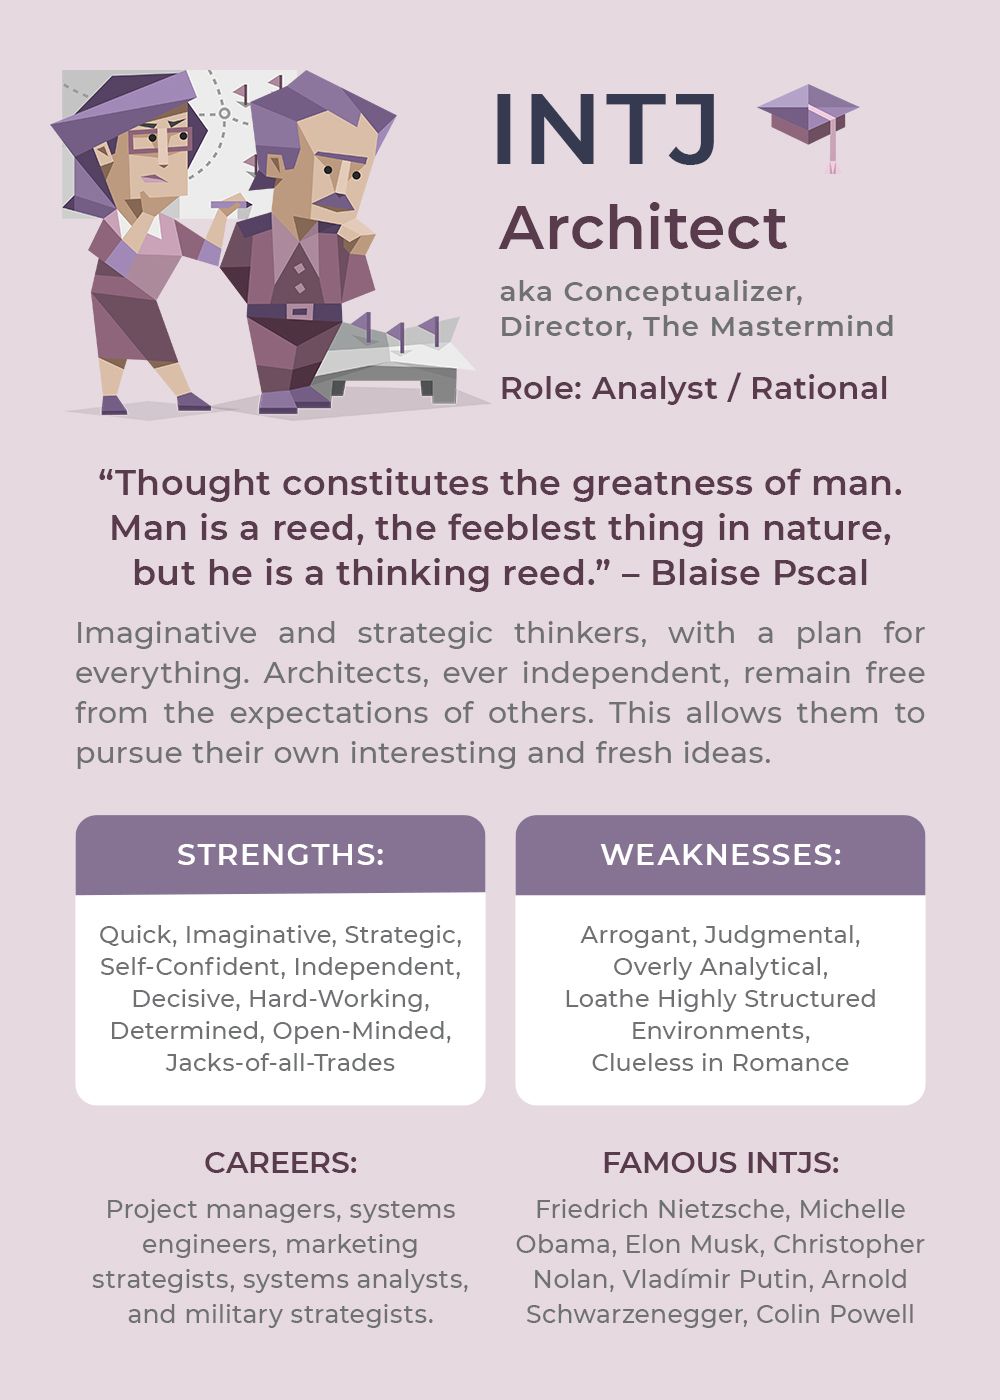 INTJ
Architect
aka Conceptualizer,
Director, The Mastermind
Role: Analyst / Rational
“Thought constitutes the greatness of man.
Man is a reed, the feeblest thing in nature,
but he is a thinking reed.” – Blaise Pscal
Imaginative and strategic thinkers, with a plan for
everything. Architects, ever independent, remain free
from the expectations of others. This allows them to
pursue their own interesting and fresh ideas.
STRENGTHS:
Quick, Imaginative, Strategic,
Self-Confident, Independent,
Decisive, Hard-Working,
Determined, Open-Minded,
Jacks-of-all-Trades
WEAKNESSES:
Arrogant, Judgmental,
Overly Analytical,
Loathe Highly Structured
Environments,
Clueless in Romance
CAREERS:
Project managers, systems
engineers, marketing
strategists, systems analysts,
and military strategists.
FAMOUS INTJS:
Friedrich Nietzsche, Michelle
Obama, Elon Musk, Christopher
Nolan, Vladímir Putin, Arnold
Schwarzenegger, Colin Powell